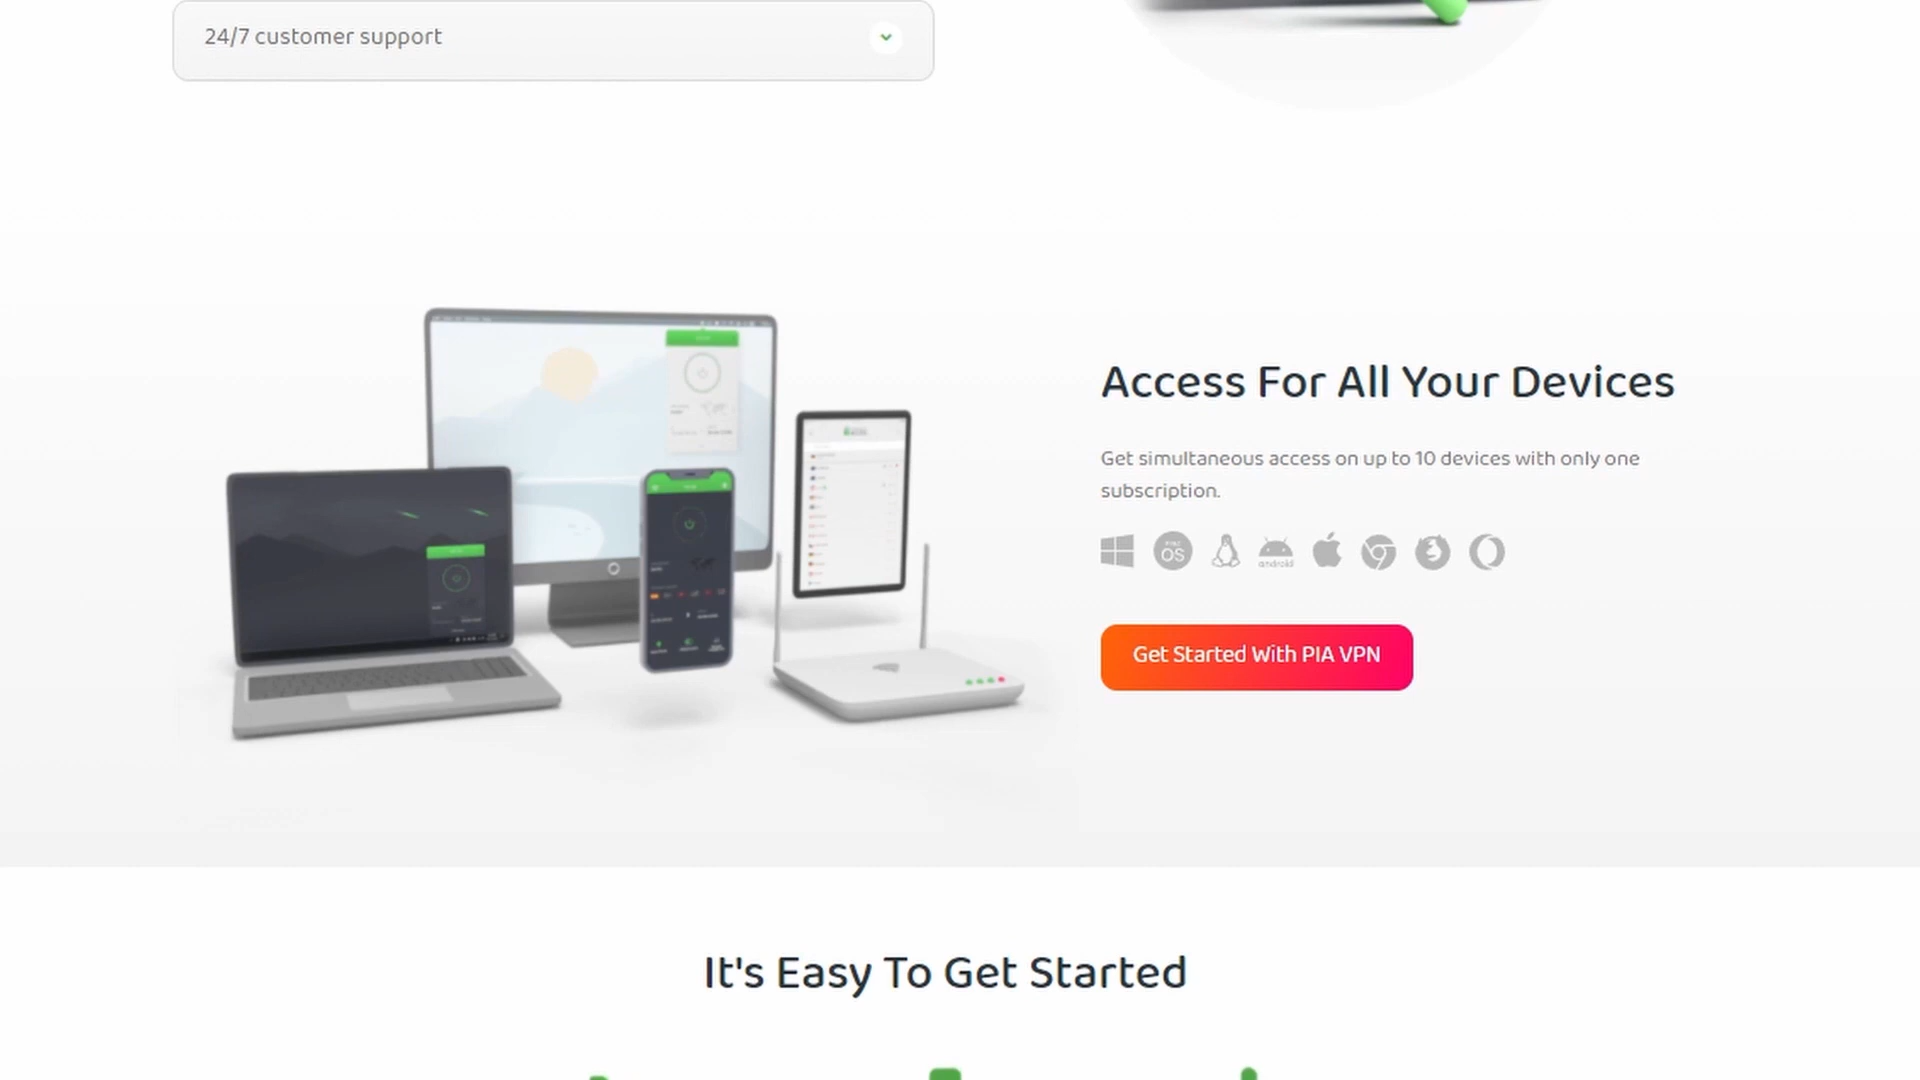 24/7 customer support
Access For All Your Devices
Get simultaneous access on up to 10 devices with only one
subscription.
OS
android
Get Started With PIA VPN
It's Easy To Get Started